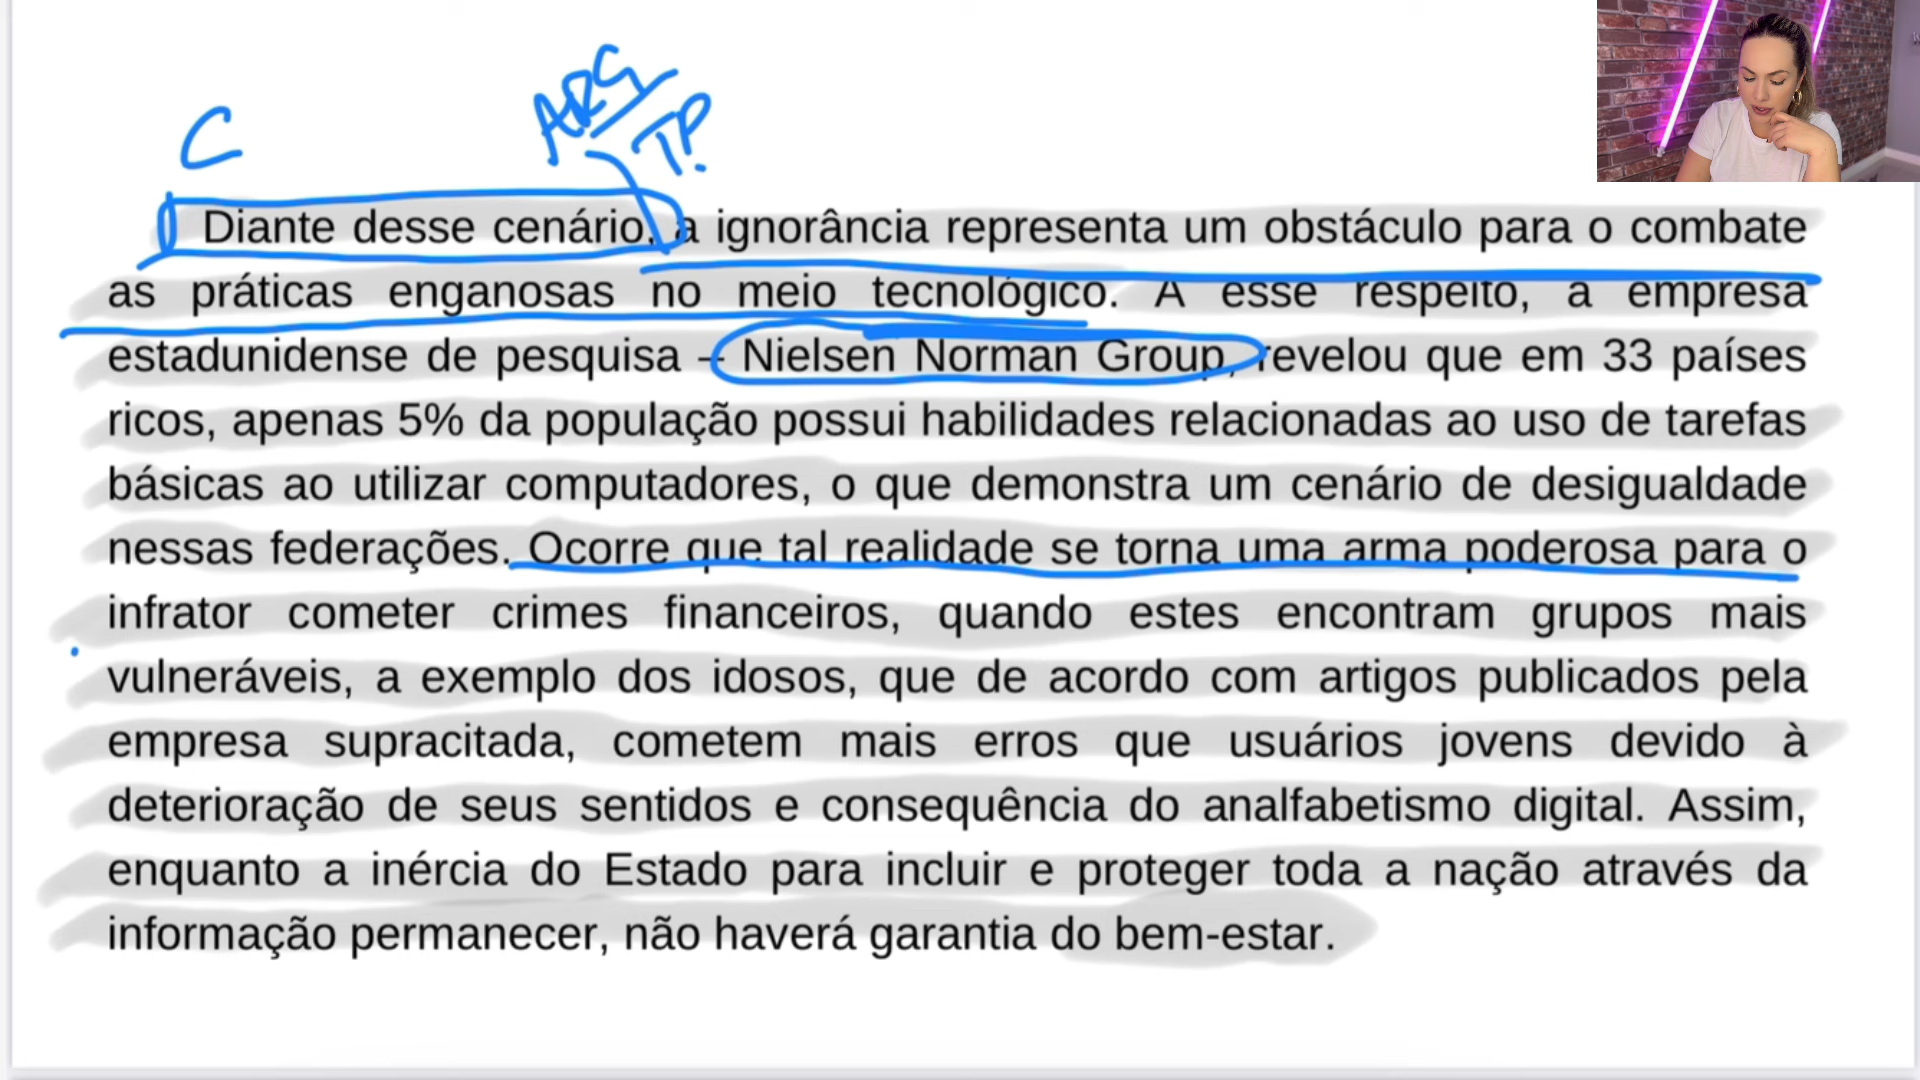 C
ARG
TP
Diante desse cenário, a ignorância representa um obstáculo para o combate
as práticas enganosas no meio tecnológico. A esse respeito, a empresa
estadunidense de pesquisa – Nielsen Norman Group, revelou que em 33 países
ricos, apenas 5% da população possui habilidades relacionadas ao uso de tarefas
básicas ao utilizar computadores, o que demonstra um cenário de desigualdade
nessas federações. Ocorre que tal realidade se torna uma arma poderosa para o
infrator cometer crimes financeiros, quando estes encontram grupos mais
vulneráveis, a exemplo dos idosos, que de acordo com artigos publicados pela
empresa supracitada, cometem mais erros que usuários jovens devido à
deterioração de seus sentidos e consequência do analfabetismo digital. Assim,
enquanto a inércia do Estado para incluir e proteger toda a nação através da
informação permanecer, não haverá garantia do bem-estar.